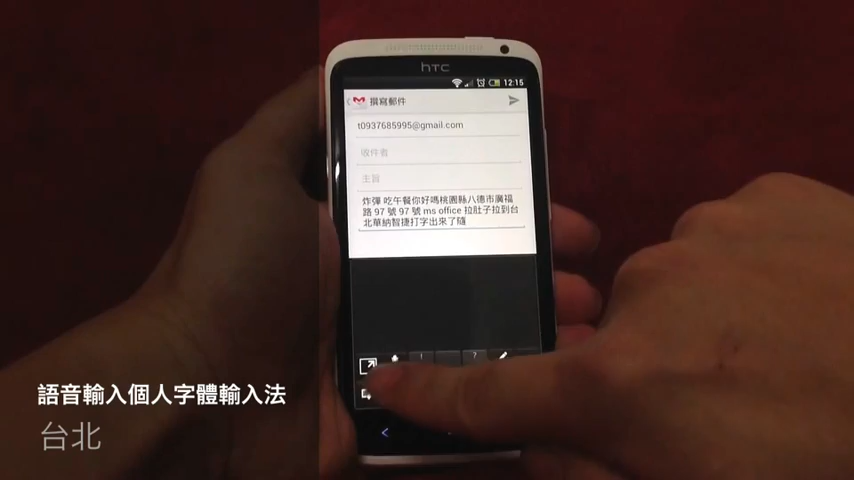 hTC
12:15
撰寫郵件
t0937685995@gmail.com
收件者
主旨
炸彈 吃午餐你好嗎桃園縣八德市廣福
路 97 號 97 號 ms office 拉肚子拉到台
北華納智捷打字出來了隨
!
?
語音輸入個人字體輸入法
台北